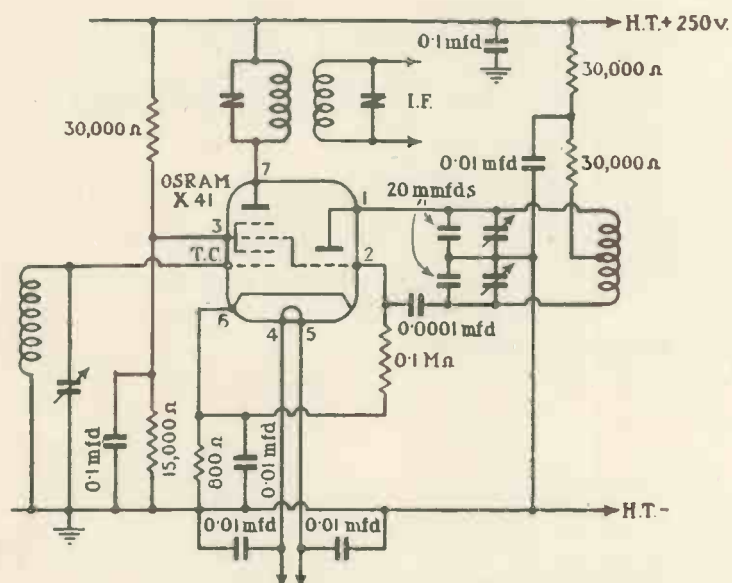 H.T.+ 250 v.
0·1 mfd
30,000 Ω
I.F.
30,000 Ω
0·01 mfd
30,000 Ω
7
OSRAM
X 41
20 mmfds
1
3
T.C.
2
6
4
5
0·0001 mfd
0·1 MΩ
0·1 mfd
15,000 Ω
800 Ω
0·01 mfd
H.T.-
0·01 mfd
0·01 mfd